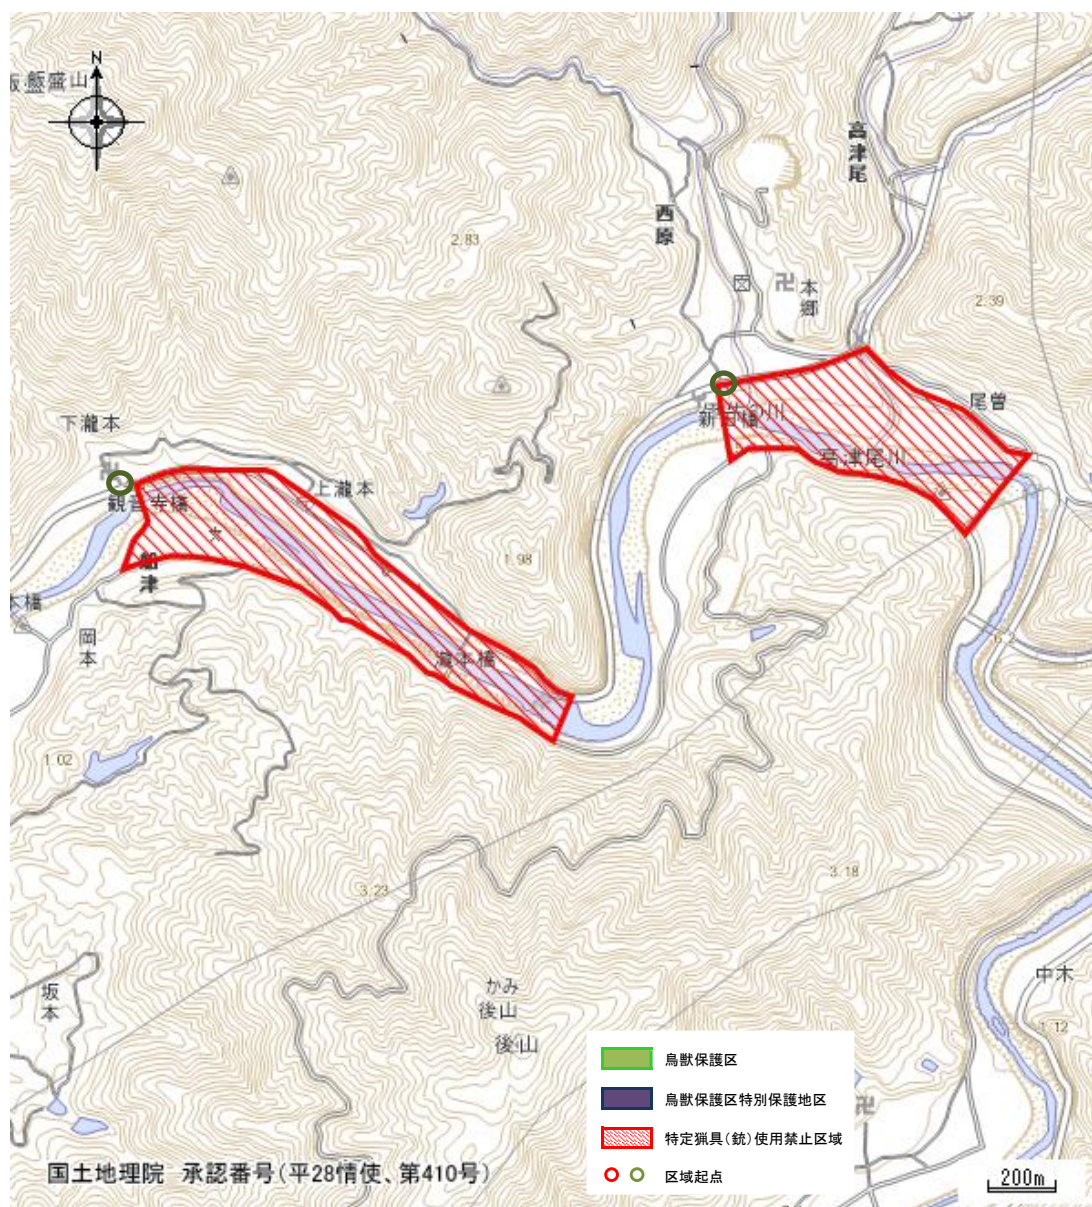 N
飯盛山
高津尾
西原
2.83
本郷
2.39
下瀧本
尾曽
高津尾川
上瀧本
観音寺橋
船津
1.98
岡本
瀧本橋
1.02
3.23
3.18
坂本
かみ
後山
後山
中木
1.12
鳥獣保護区
鳥獣保護区特別保護地区
特定猟具(銃)使用禁止区域
区域起点
国土地理院 承認番号(平28情使、第410号)
200m